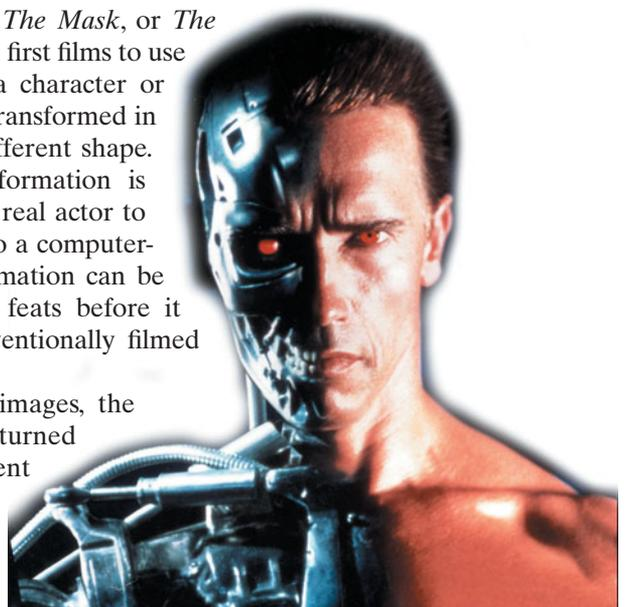 The Mask, or The
first films to use
a character or
ransformed in
fferent shape.
formation is
real actor to
o a computer-
mation can be
feats before it
entionally filmed
images, the
turned
ent